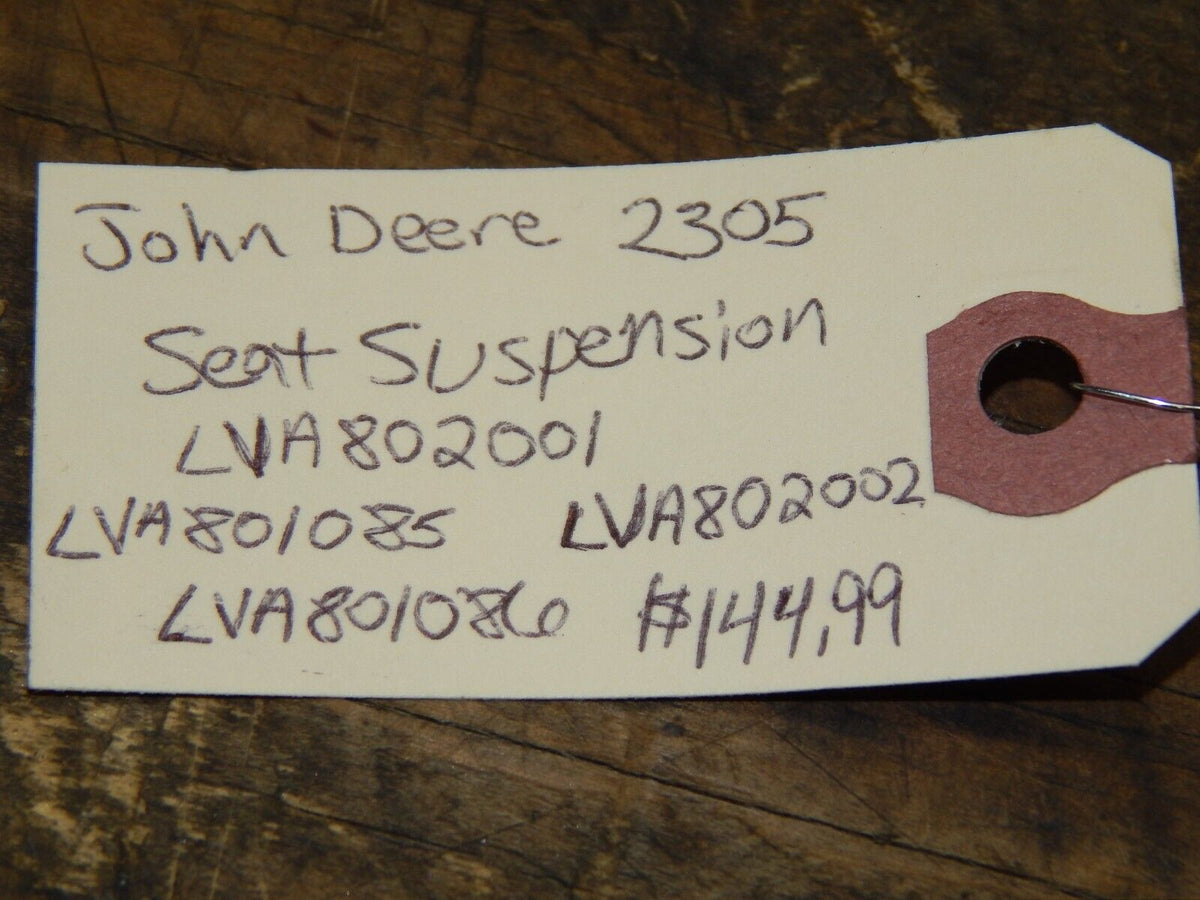 John Deere 2305
Seat Suspension
LVA802001
LVA801085 LVA802002
LVA801086 $144,99